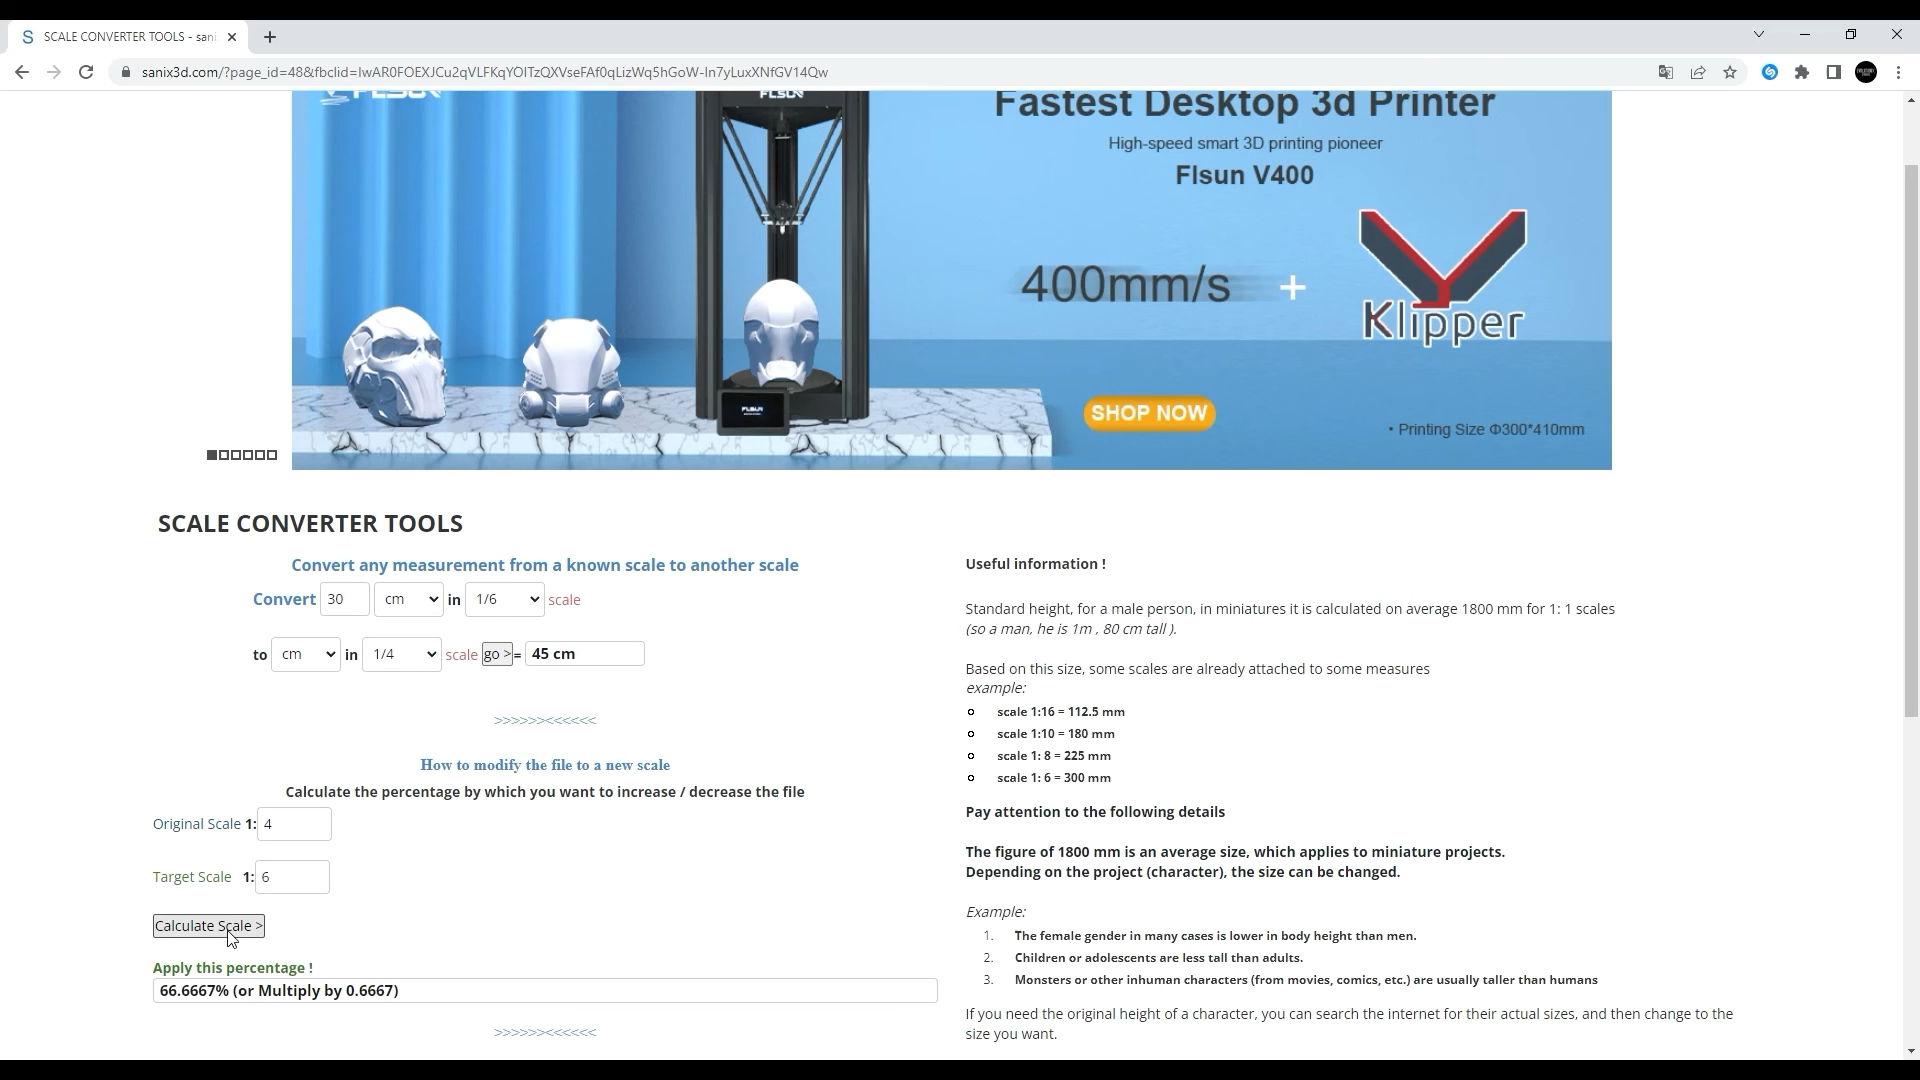 SCALE CONVERTER TOOLS - sani
sanix3d.com/?page_id=48&fbclid=IwAR0FOEXJCu2qVLFKqYOITzQXVseFAf0qLizWq5hGoW-In7yLuxXNfGV14Qw
FLSUN
FLSUN
Fastest Desktop 3d Printer
High-speed smart 3D printing pioneer
Flsun V400
400mm/s +
Klipper
FLSUN
SHOP NOW
• Printing Size Φ300*410mm
SCALE CONVERTER TOOLS
Convert any measurement from a known scale to another scale
Convert 30 cm in 1/6 scale
to cm in 1/4 scale go > = 45 cm
>>>>>><<<<<<
How to modify the file to a new scale
Calculate the percentage by which you want to increase / decrease the file
Original Scale 1: 4
Target Scale 1: 6
Calculate Scale >
Apply this percentage !
66.6667% (or Multiply by 0.6667)
>>>>>><<<<<<
Useful information !
Standard height, for a male person, in miniatures it is calculated on average 1800 mm for 1: 1 scales
(so a man, he is 1m , 80 cm tall ).
Based on this size, some scales are already attached to some measures
example:
scale 1:16 = 112.5 mm
scale 1:10 = 180 mm
scale 1: 8 = 225 mm
scale 1: 6 = 300 mm
Pay attention to the following details
The figure of 1800 mm is an average size, which applies to miniature projects.
Depending on the project (character), the size can be changed.
Example:
1. The female gender in many cases is lower in body height than men.
2. Children or adolescents are less tall than adults.
3. Monsters or other inhuman characters (from movies, comics, etc.) are usually taller than humans
If you need the original height of a character, you can search the internet for their actual sizes, and then change to the
size you want.